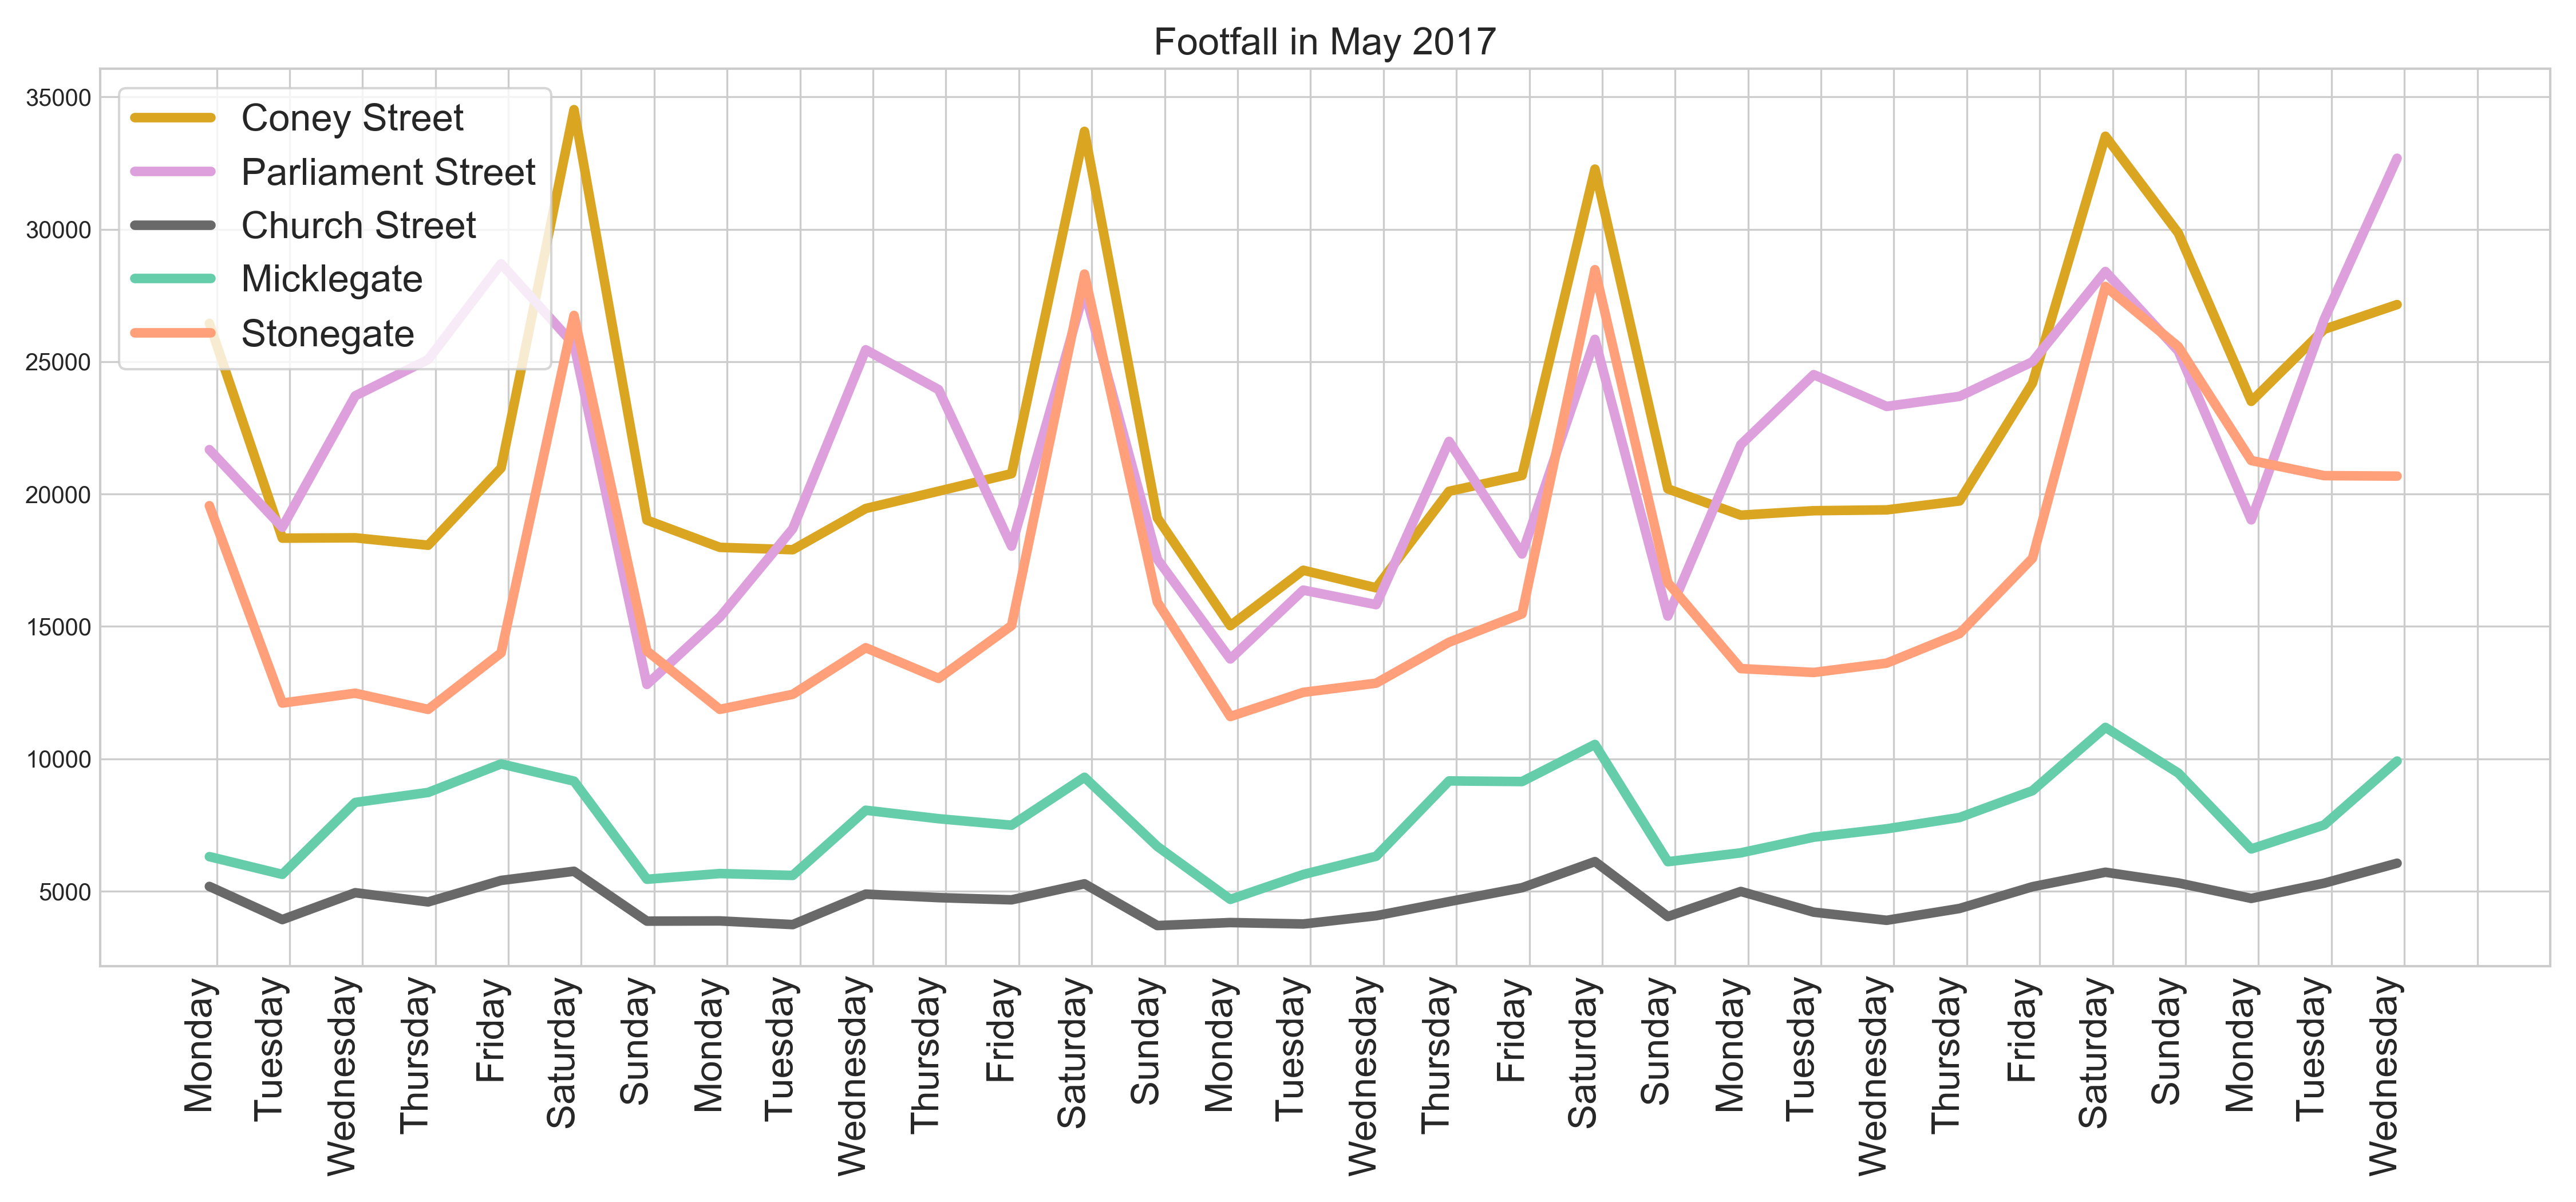 Footfall in May 2017
35000
30000
25000
20000
15000
10000
5000
Coney Street
Parliament Street
Church Street
Micklegate
Stonegate
Monday
Tuesday
Wednesday
Thursday
Friday
Saturday
Sunday
Monday
Tuesday
Wednesday
Thursday
Friday
Saturday
Sunday
Monday
Tuesday
Wednesday
Thursday
Friday
Saturday
Sunday
Monday
Tuesday
Wednesday
Thursday
Friday
Saturday
Sunday
Monday
Tuesday
Wednesday